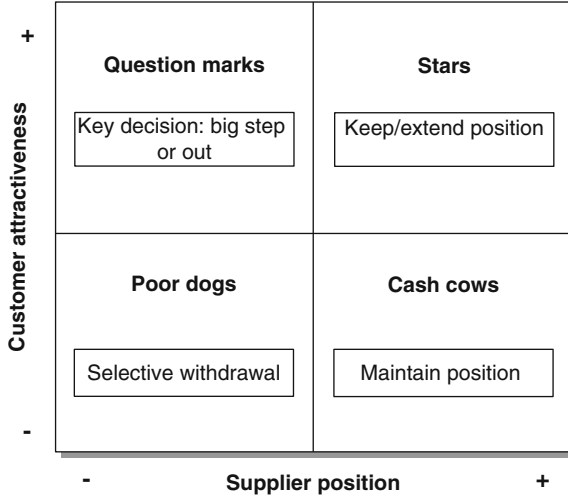 +
Question marks
Stars
Key decision: big step
or out
Keep/extend position
Customer attractiveness
Poor dogs
Cash cows
Selective withdrawal
Maintain position
-
-
Supplier position
+